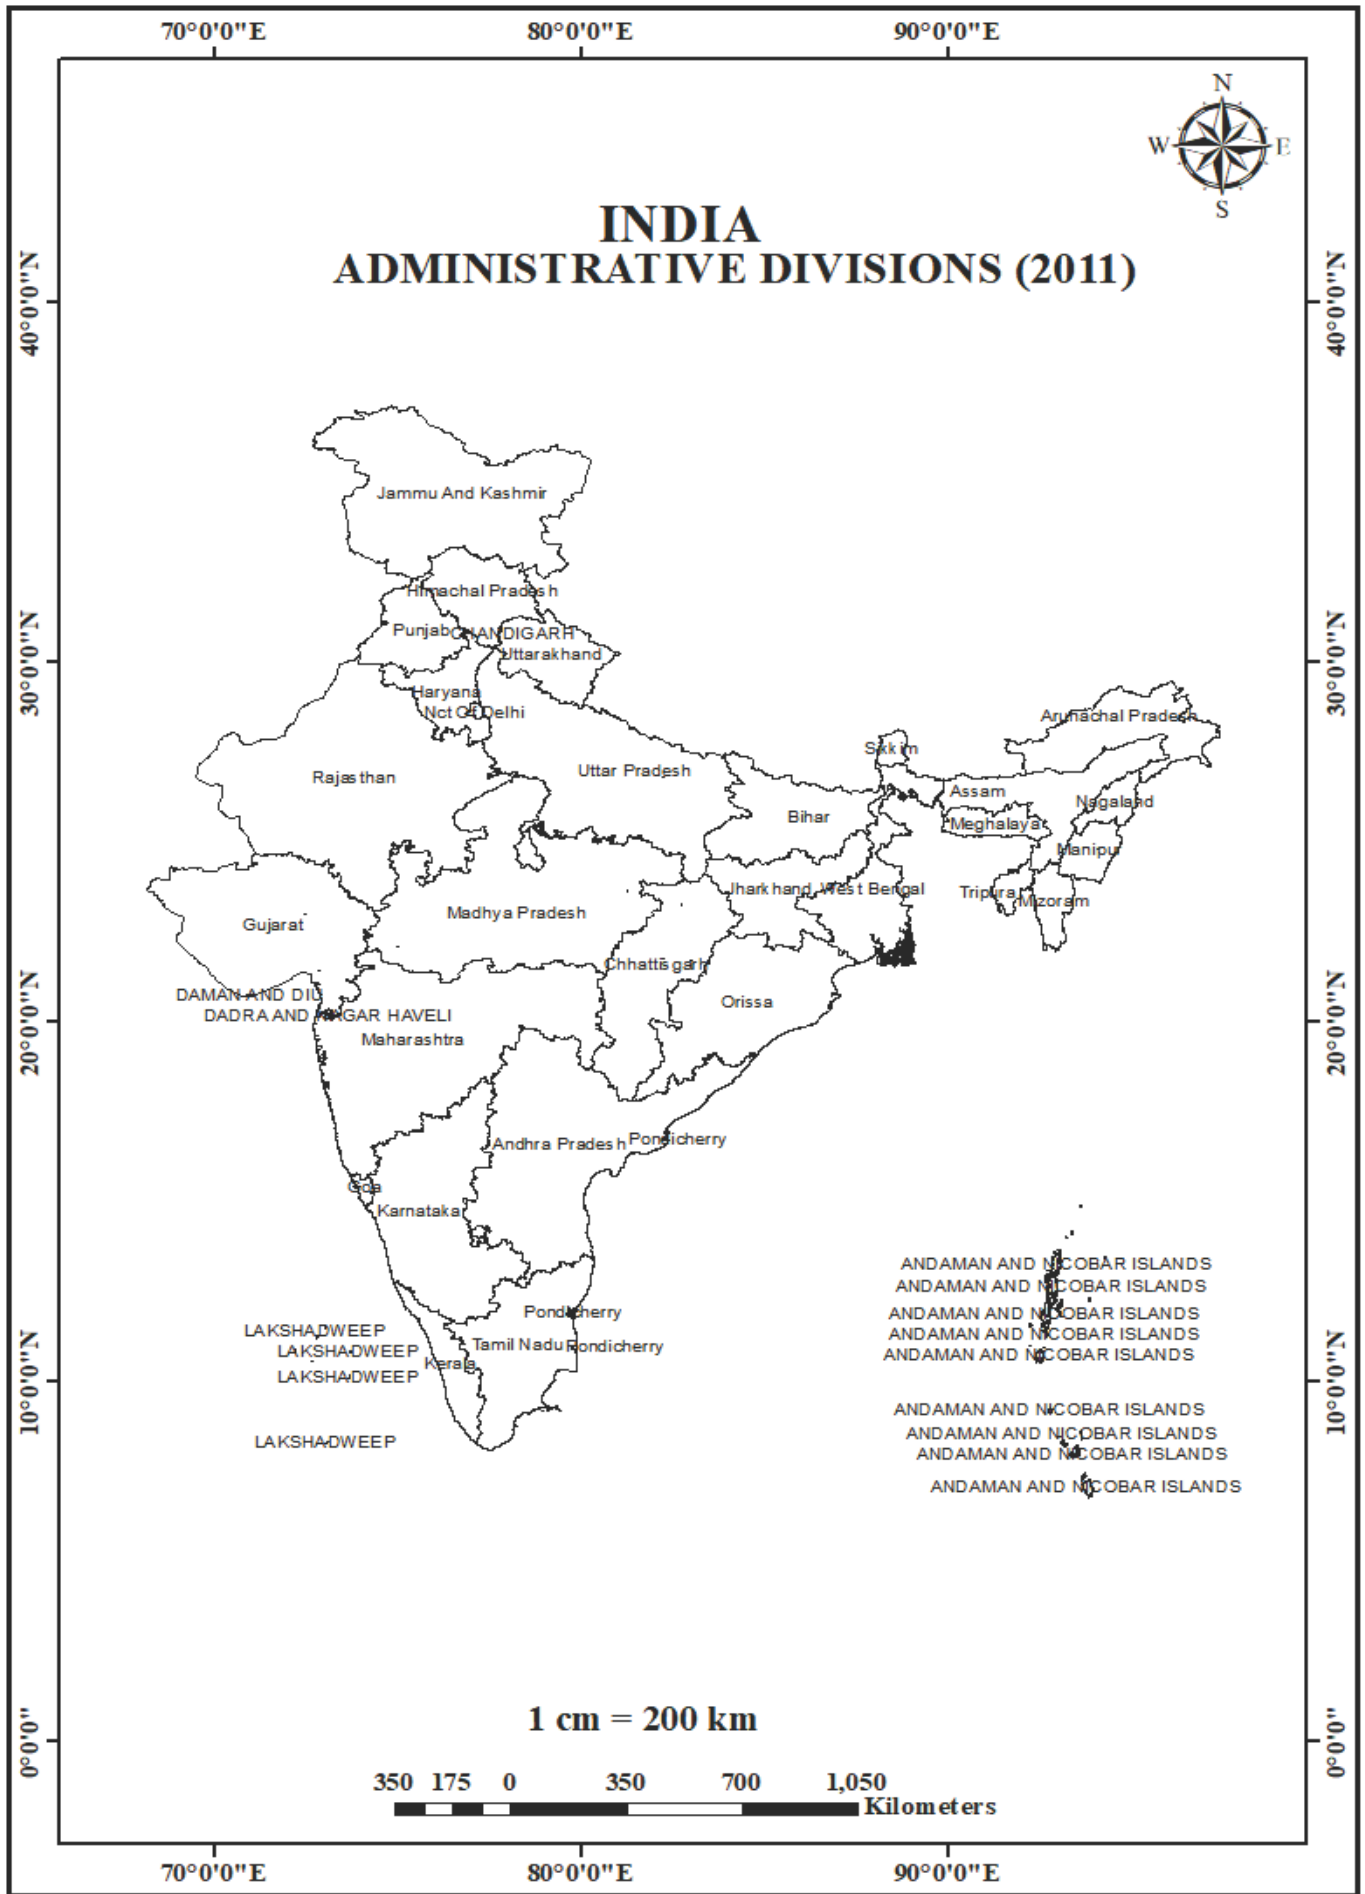 70°0'0"E 80°0'0"E 90°0'0"E
N
W E
S
INDIA
ADMINISTRATIVE DIVISIONS (2011)
40°0'0"N 40°0'0"N
Jammu And Kashmir
Himachal Pradesh
Punjab CHANDIGARH
Uttarakhand
30°0'0"N 30°0'0"N
Haryana
Nct Of Delhi
Arunachal Pradesh
Sikkim
Rajasthan Uttar Pradesh
Assam
Nagaland
Bihar
Meghalaya
Manipur
Jharkhand West Bengal
Tripura Mizoram
Madhya Pradesh
Gujarat
Chhattisgarh
DAMAN AND DIU
Orissa
DADRA AND NAGAR HAVELI
20°0'0"N 20°0'0"N
Maharashtra
Andhra Pradesh Pondicherry
Goa
Karnataka
ANDAMAN AND NICOBAR ISLANDS
ANDAMAN AND NICOBAR ISLANDS
Pondicherry
ANDAMAN AND NICOBAR ISLANDS
LAKSHADWEEP
ANDAMAN AND NICOBAR ISLANDS
Tamil Nadu Pondicherry
LAKSHADWEEP
ANDAMAN AND NICOBAR ISLANDS
Kerala
LAKSHADWEEP
10°0'0"N 10°0'0"N
ANDAMAN AND NICOBAR ISLANDS
ANDAMAN AND NICOBAR ISLANDS
LAKSHADWEEP
ANDAMAN AND NICOBAR ISLANDS
ANDAMAN AND NICOBAR ISLANDS
1 cm = 200 km
0°0'0" 0°0'0"
350 175 0 350 700 1,050
Kilometers
70°0'0"E 80°0'0"E 90°0'0"E